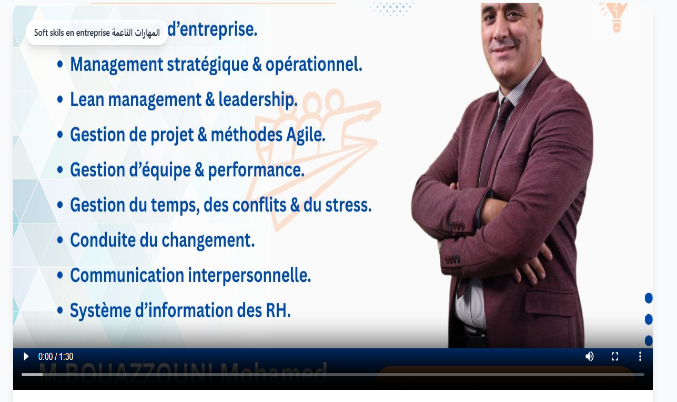 Soft skils en entreprise المهارات الناعمة
d'entreprise.
• Management stratégique & opérationnel.
• Lean management & leadership.
• Gestion de projet & méthodes Agile.
• Gestion d'équipe & performance.
• Gestion du temps, des conflits & du stress.
• Conduite du changement.
• Communication interpersonnelle.
• Système d'information des RH.
0:00 / 1:30
M.BOUAZZOUNI Mohamed